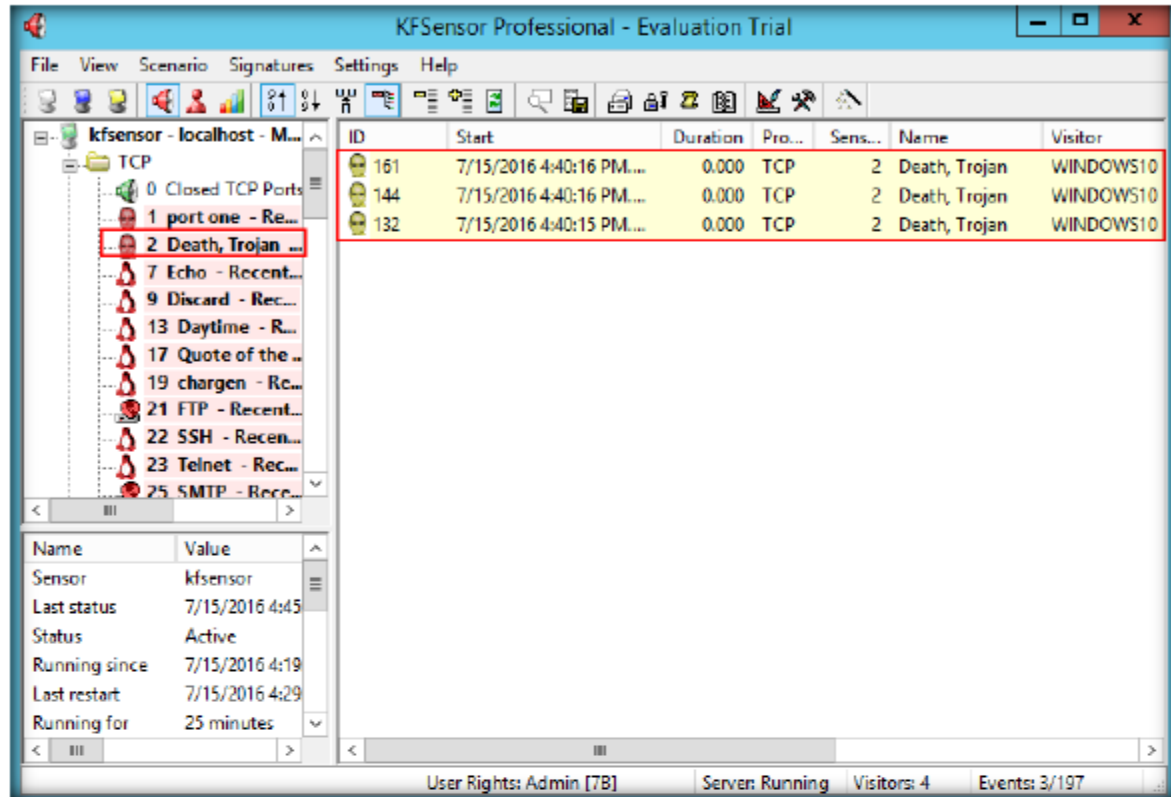 KFSensor Professional - Evaluation Trial
File View Scenario Signatures Settings Help
kfsensor - localhost - M...
TCP
0 Closed TCP Ports
1 port one - Re...
2 Death, Trojan ...
7 Echo - Recent...
9 Discard - Rec...
13 Daytime - R...
17 Quote of the ...
19 chargen - Re...
21 FTP - Recent...
22 SSH - Recen...
23 Telnet - Rec...
25 SMTP - Rece...
ID Start Duration Pro... Sens... Name Visitor
161 7/15/2016 4:40:16 PM.... 0.000 TCP 2 Death, Trojan WINDOWS10
144 7/15/2016 4:40:16 PM.... 0.000 TCP 2 Death, Trojan WINDOWS10
132 7/15/2016 4:40:15 PM.... 0.000 TCP 2 Death, Trojan WINDOWS10
Name Value
Sensor kfsensor
Last status 7/15/2016 4:45
Status Active
Running since 7/15/2016 4:19
Last restart 7/15/2016 4:29
Running for 25 minutes
User Rights: Admin [7B] Server: Running Visitors: 4 Events: 3/197